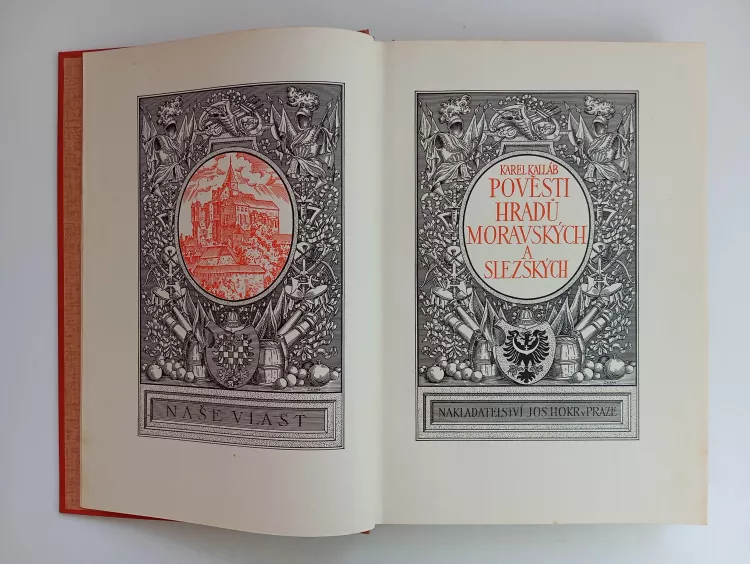 NAŠE VLAST
KAREL KALLÁB
POVĚSTI
HRADŮ
MORAVSKÝCH
A
SLEZSKÝCH
NAKLADATELSTVÍ JOS. HOKR V PRAZE